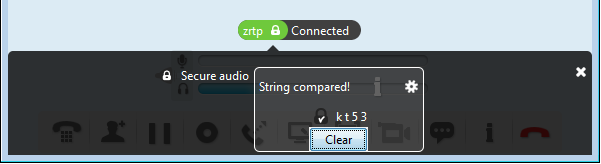 zrtp Connected
Secure audio
String compared!
k t 5 3
Clear